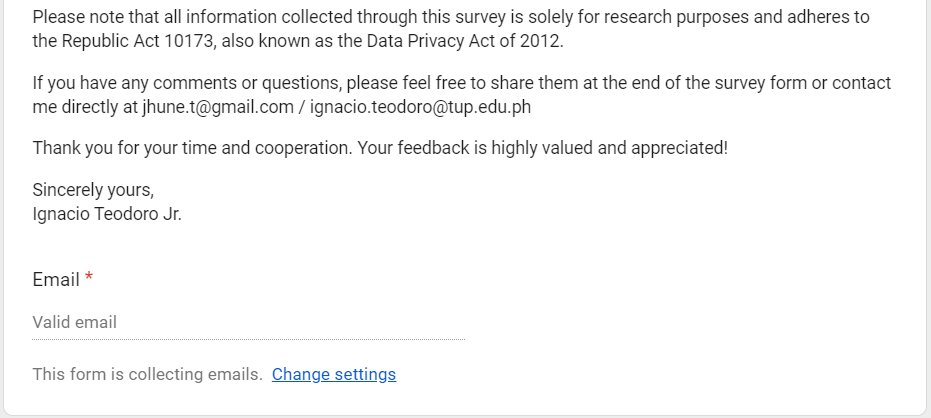 Please note that all information collected through this survey is solely for research purposes and adheres to
the Republic Act 10173, also known as the Data Privacy Act of 2012.
If you have any comments or questions, please feel free to share them at the end of the survey form or contact
me directly at jhune.t@gmail.com / ignacio.teodoro@tup.edu.ph
Thank you for your time and cooperation. Your feedback is highly valued and appreciated!
Sincerely yours,
Ignacio Teodoro Jr.
Email *
Valid email
This form is collecting emails. Change settings